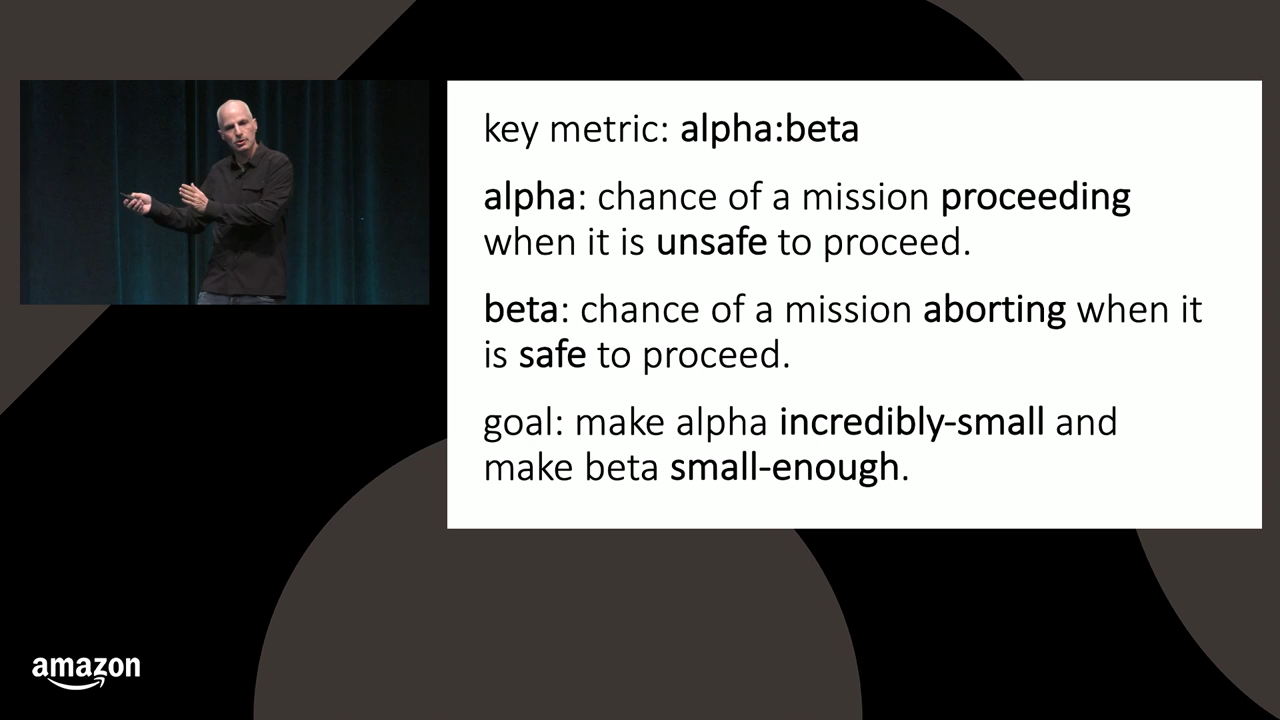 key metric: alpha:beta
alpha: chance of a mission proceeding
when it is unsafe to proceed.
beta: chance of a mission aborting when it
is safe to proceed.
goal: make alpha incredibly-small and
make beta small-enough.
amazon